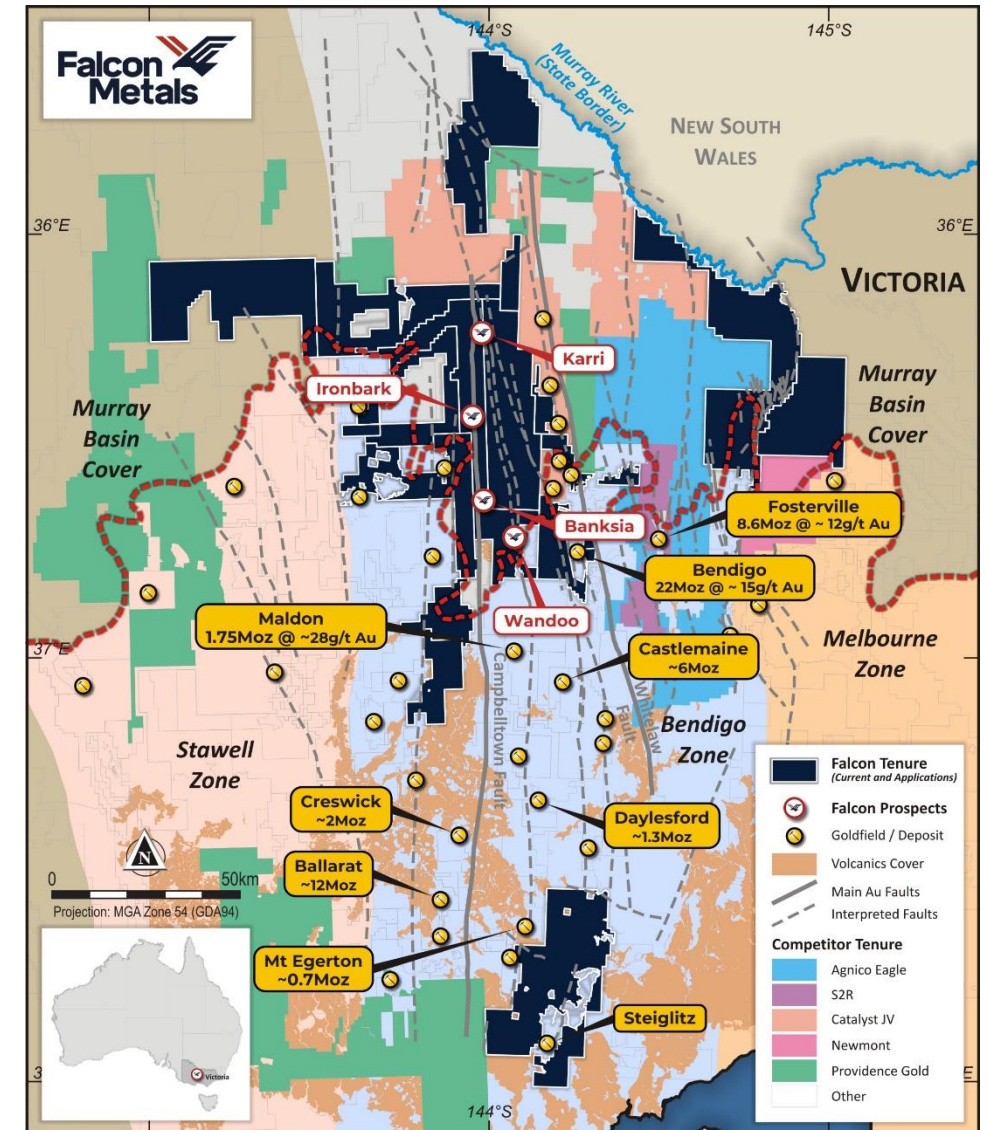 Falcon
Metals
144°S
145°S
Murray River
(State Border)
NEW SOUTH
WALES
36°E
36°E
VICTORIA
Karri
Ironbark
Murray
Basin
Cover
Murray
Basin
Cover
Banksia
Fosterville
8.6Moz @ ~ 12g/t Au
Bendigo
22Moz @ ~ 15g/t Au
Wandoo
Maldon
1.75Moz @ ~28g/t Au
37°E
Castlemaine
~6Moz
Melbourne
Zone
Campbelltown Fault
Whitelaw
Fault
Bendigo
Zone
Stawell
Zone
Creswick
~2Moz
Daylesford
~1.3Moz
Ballarat
~12Moz
Mt Egerton
~0.7Moz
Steiglitz
N
0
50km
Projection: MGA Zone 54 (GDA94)
Victoria
144°S
Falcon Tenure
(Current and Applications)
Falcon Prospects
Goldfield / Deposit
Volcanics Cover
Main Au Faults
Interpreted Faults
Competitor Tenure
Agnico Eagle
S2R
Catalyst JV
Newmont
Providence Gold
Other